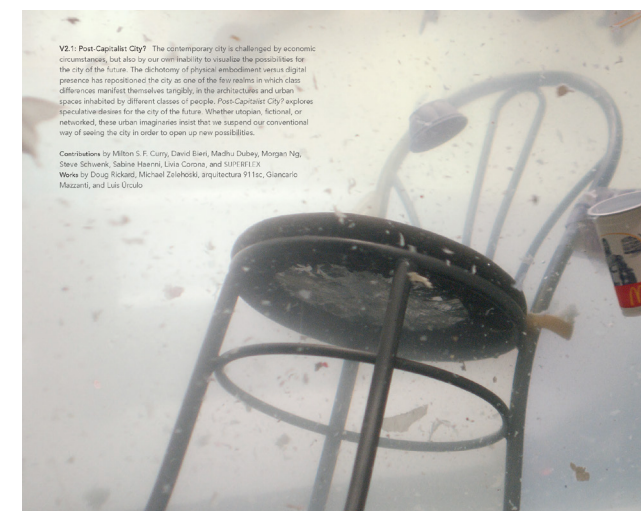 V2.1: Post-Capitalist City? The contemporary city is challenged by economic
circumstances, but also by our own inability to visualize the possibilities for
the city of the future. The dichotomy of physical embodiment versus digital
presence has repositioned the city as one of the few realms in which class
differences manifest themselves tangibly, in the architectures and urban
spaces inhabited by different classes of people. Post-Capitalist City? explores
speculative desires for the city of the future. Whether utopian, fictional, or
networked, these urban imaginaries insist that we suspend our conventional
way of seeing the city in order to open up new possibilities.
Contributions by Milton S. F. Curry, David Bieri, Madhu Dubey, Morgan Ng,
Steve Schwenk, Sabine Haenni, Livia Corona, and SUPERFLEX
Works by Doug Rickard, Michael Zalehoski, arquitectura 911sc, Giancarlo
Mazzanti, and Luis Úrculo